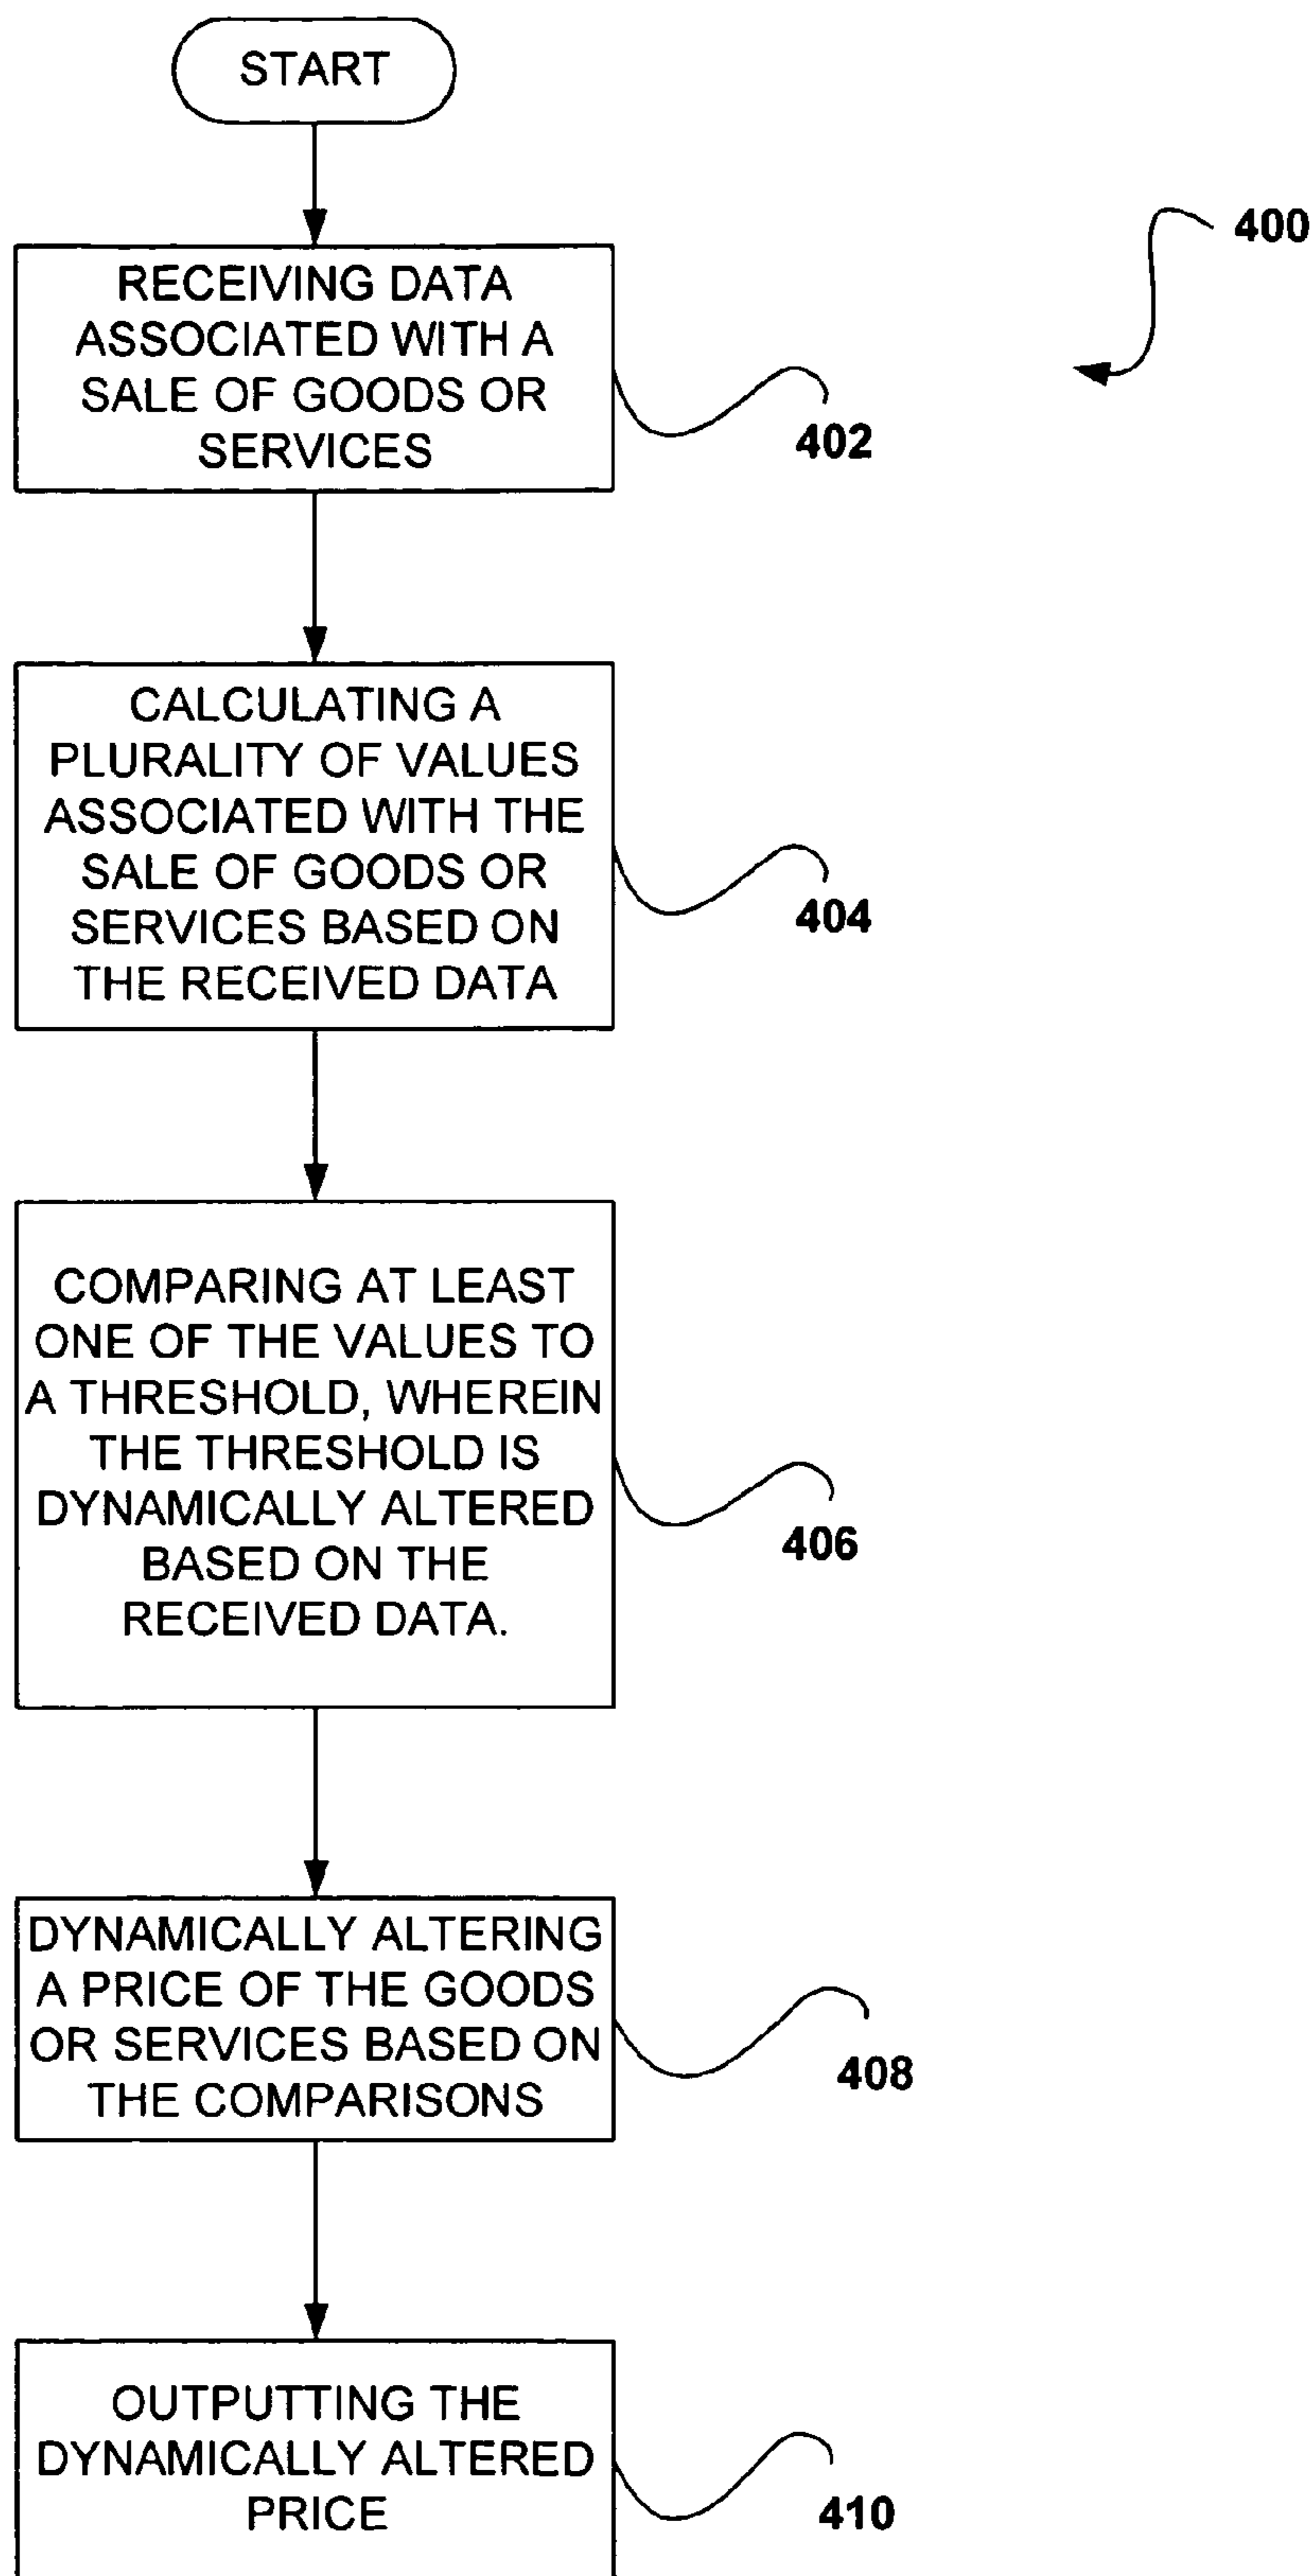 START
400
RECEIVING DATA
ASSOCIATED WITH A
SALE OF GOODS OR
SERVICES
402
CALCULATING A
PLURALITY OF VALUES
ASSOCIATED WITH THE
SALE OF GOODS OR
SERVICES BASED ON
THE RECEIVED DATA
404
COMPARING AT LEAST
ONE OF THE VALUES TO
A THRESHOLD, WHEREIN
THE THRESHOLD IS
DYNAMICALLY ALTERED
BASED ON THE
RECEIVED DATA.
406
DYNAMICALLY ALTERING
A PRICE OF THE GOODS
OR SERVICES BASED ON
THE COMPARISONS
408
OUTPUTTING THE
DYNAMICALLY ALTERED
PRICE
410